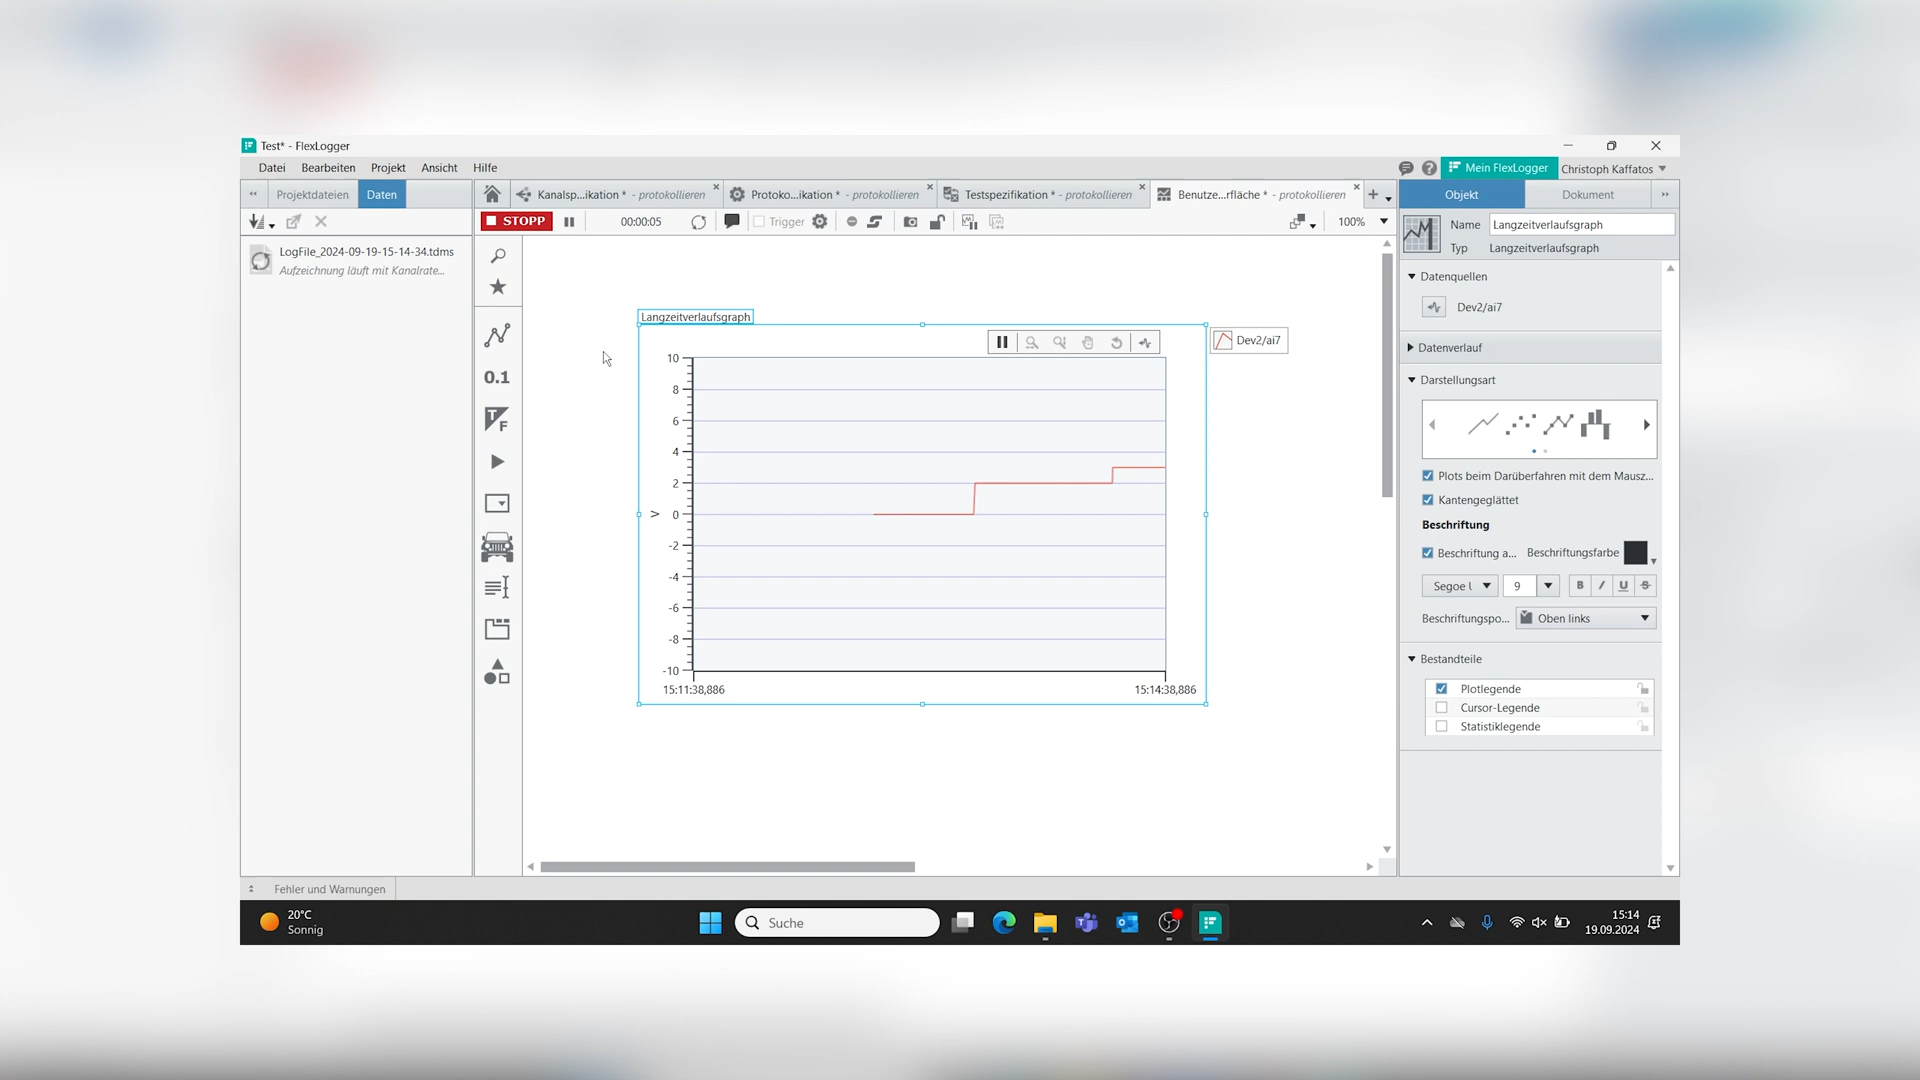 Test* - FlexLogger
Datei Bearbeiten Projekt Ansicht Hilfe
Mein FlexLogger Christoph Kaffatos
Projektdateien Daten
Kanalsp...ikation * - protokollieren
Protoko...ikation * - protokollieren
Testspezifikation * - protokollieren
Benutze...rfläche * - protokollieren
Objekt Dokument
STOPP 00:00:05 Trigger 100%
Name Langzeitverlaufsgraph
Typ Langzeitverlaufsgraph
LogFile_2024-09-19-15-14-34.tdms
Aufzeichnung läuft mit Kanalrate...
0.1
T
F
Langzeitverlaufsgraph
Dev2/ai7
10
8
6
4
2
0
-2
-4
-6
-8
-10
V
15:11:38,886 15:14:38,886
Datenquellen
Dev2/ai7
Datenverlauf
Darstellungsart
Plots beim Darüberfahren mit dem Mausz...
Kantengeglättet
Beschriftung
Beschriftung a... Beschriftungsfarbe
Segoe U 9 B I U S
Beschriftungspo... Oben links
Bestandteile
Plotlegende
Cursor-Legende
Statistiklegende
Fehler und Warnungen
20°C
Sonnig
Suche
15:14
19.09.2024